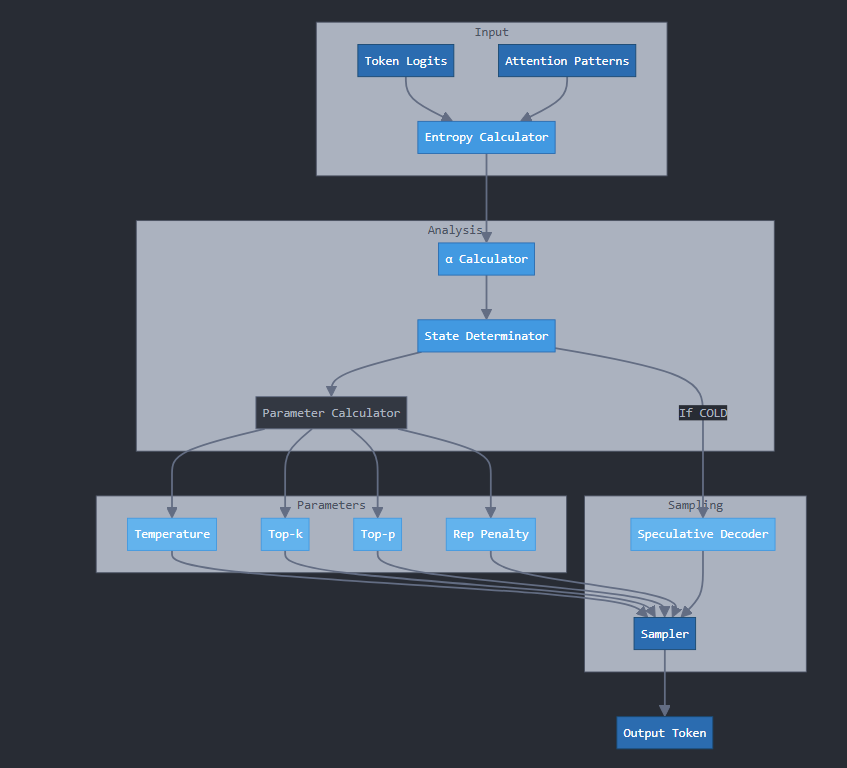 Input
Token Logits
Attention Patterns
Entropy Calculator
Analysis
α Calculator
State Determinator
Parameter Calculator
If COLD
Parameters
Sampling
Temperature
Top-k
Top-p
Rep Penalty
Speculative Decoder
Sampler
Output Token